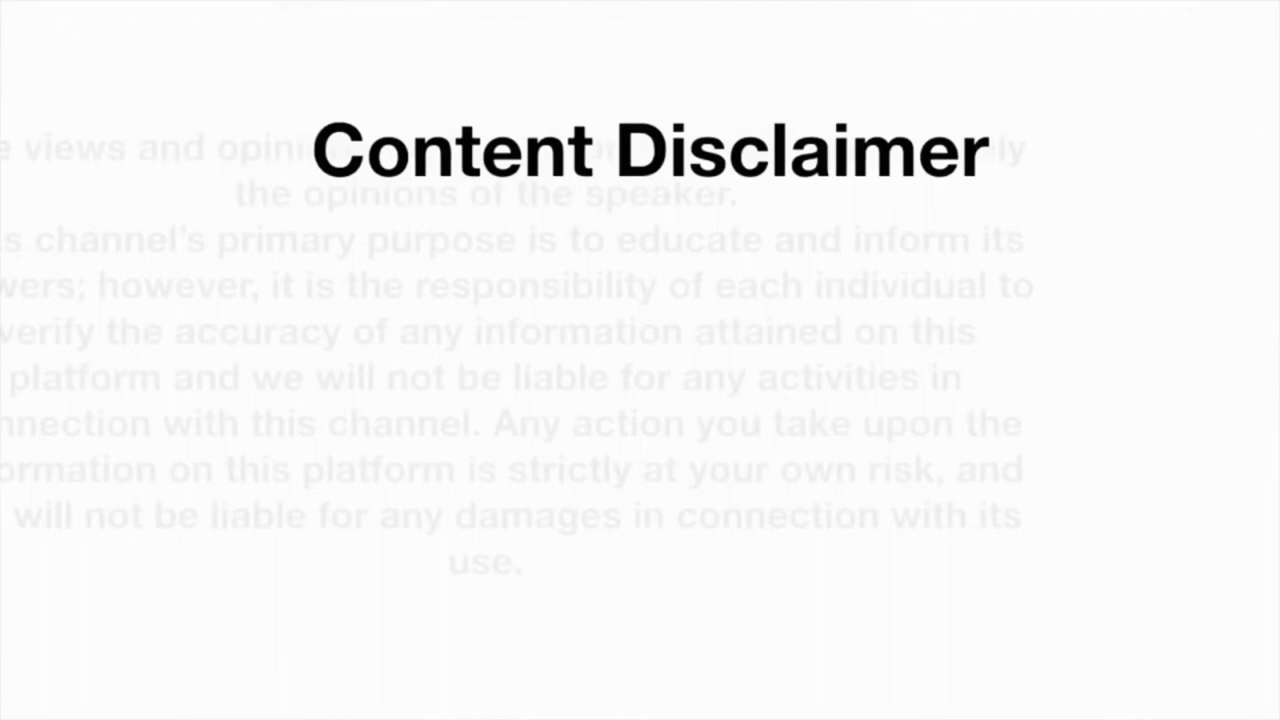 Content Disclaimer
views and
the opinions of the speaker.
channel's primary purpose is to educate and inform its
however, it is the responsibility of each individual to
verify the accuracy of any information attained on this
platform and we will not be liable for any activities in
with this channel. Any action you take upon the
on this platform is strictly at your own risk, and
will not be liable for any damages in connection with its
use.